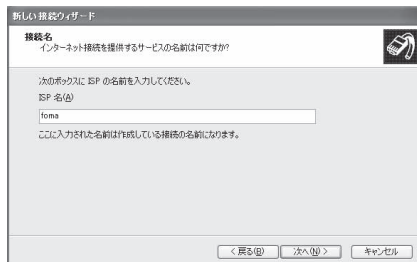 新しい接続ウィザード
接続名
インターネット接続を提供するサービスの名前は何ですか?
次のボックスに ISP の名前を入力してください。
ISP 名(A)
foma
ここに入力された名前は作成している接続の名前になります。
< 戻る(B)
次へ(N) >
キャンセル